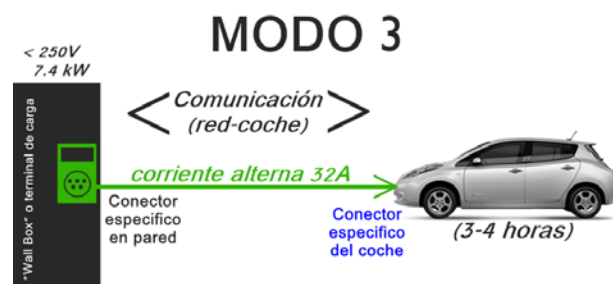 MODO 3
< 250V
7.4 kW
"Wall Box" o terminal de carga
Comunicación
(red-coche)
corriente alterna 32A
Conector
especifico
en pared
Conector
especifico
del coche
(3-4 horas)